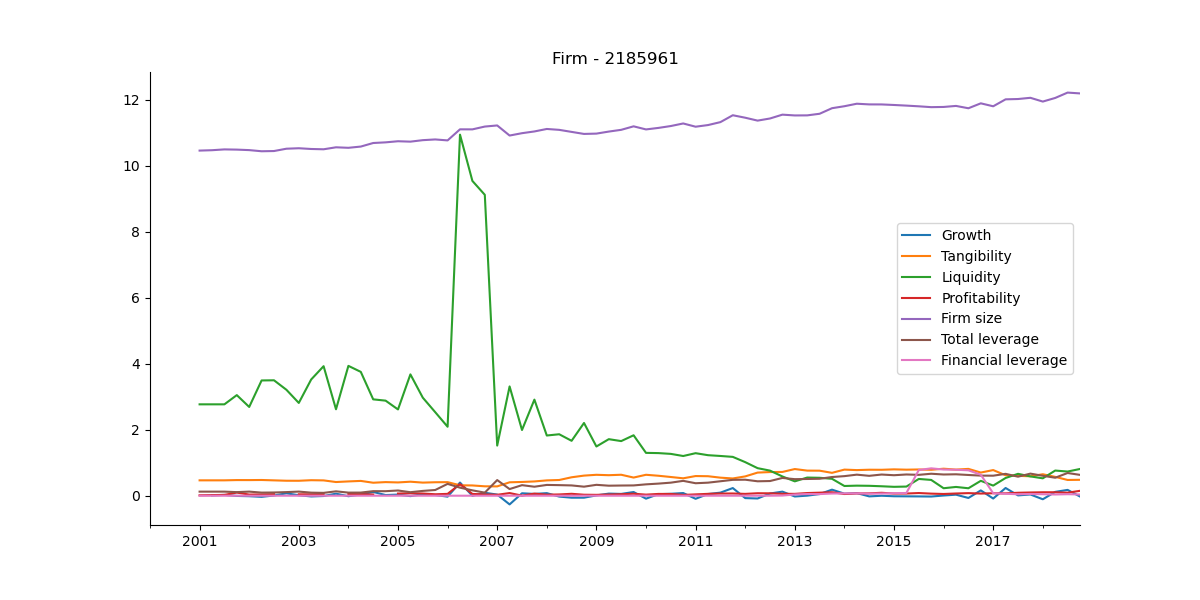 Firm - 2185961
12
10
8
6
4
2
0
Growth
Tangibility
Liquidity
Profitability
Firm size
Total leverage
Financial leverage
2001 2003 2005 2007 2009 2011 2013 2015 2017